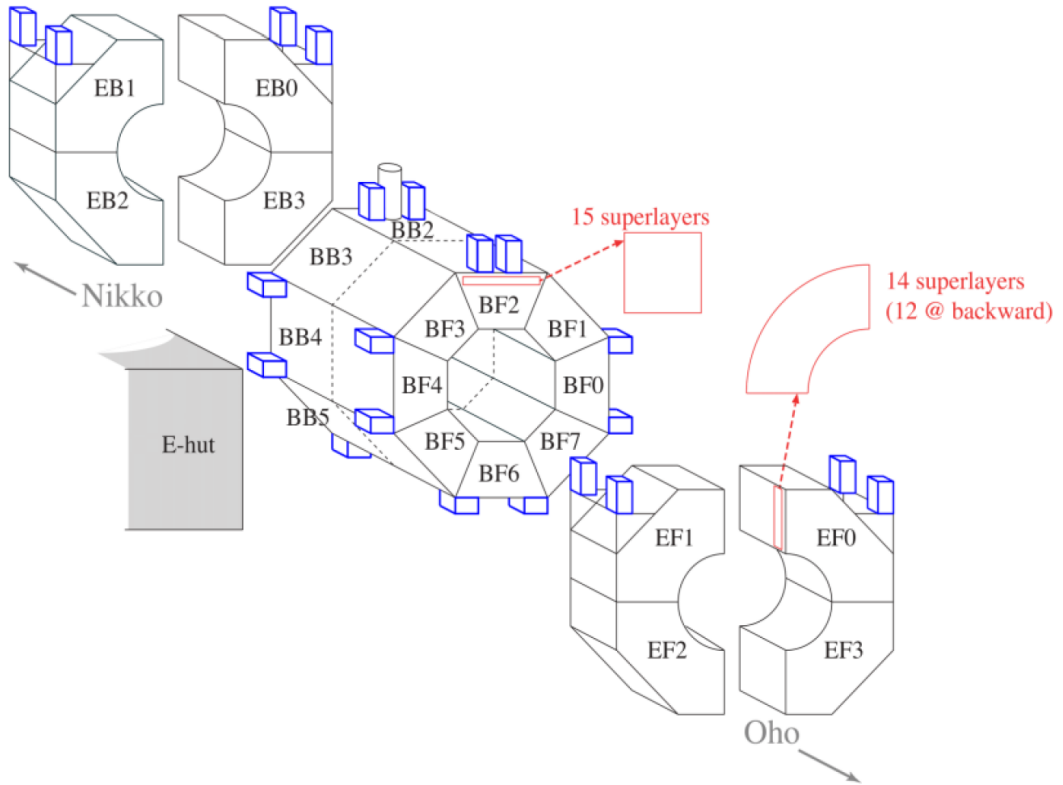 EB1
EB0
EB2
EB3
Nikko
BB2
BB3
BB4
BB5
E-hut
15 superlayers
BF2
BF3
BF1
BF4
BF0
BF5
BF7
BF6
14 superlayers
(12 @ backward)
EF1
EF0
EF2
EF3
Oho